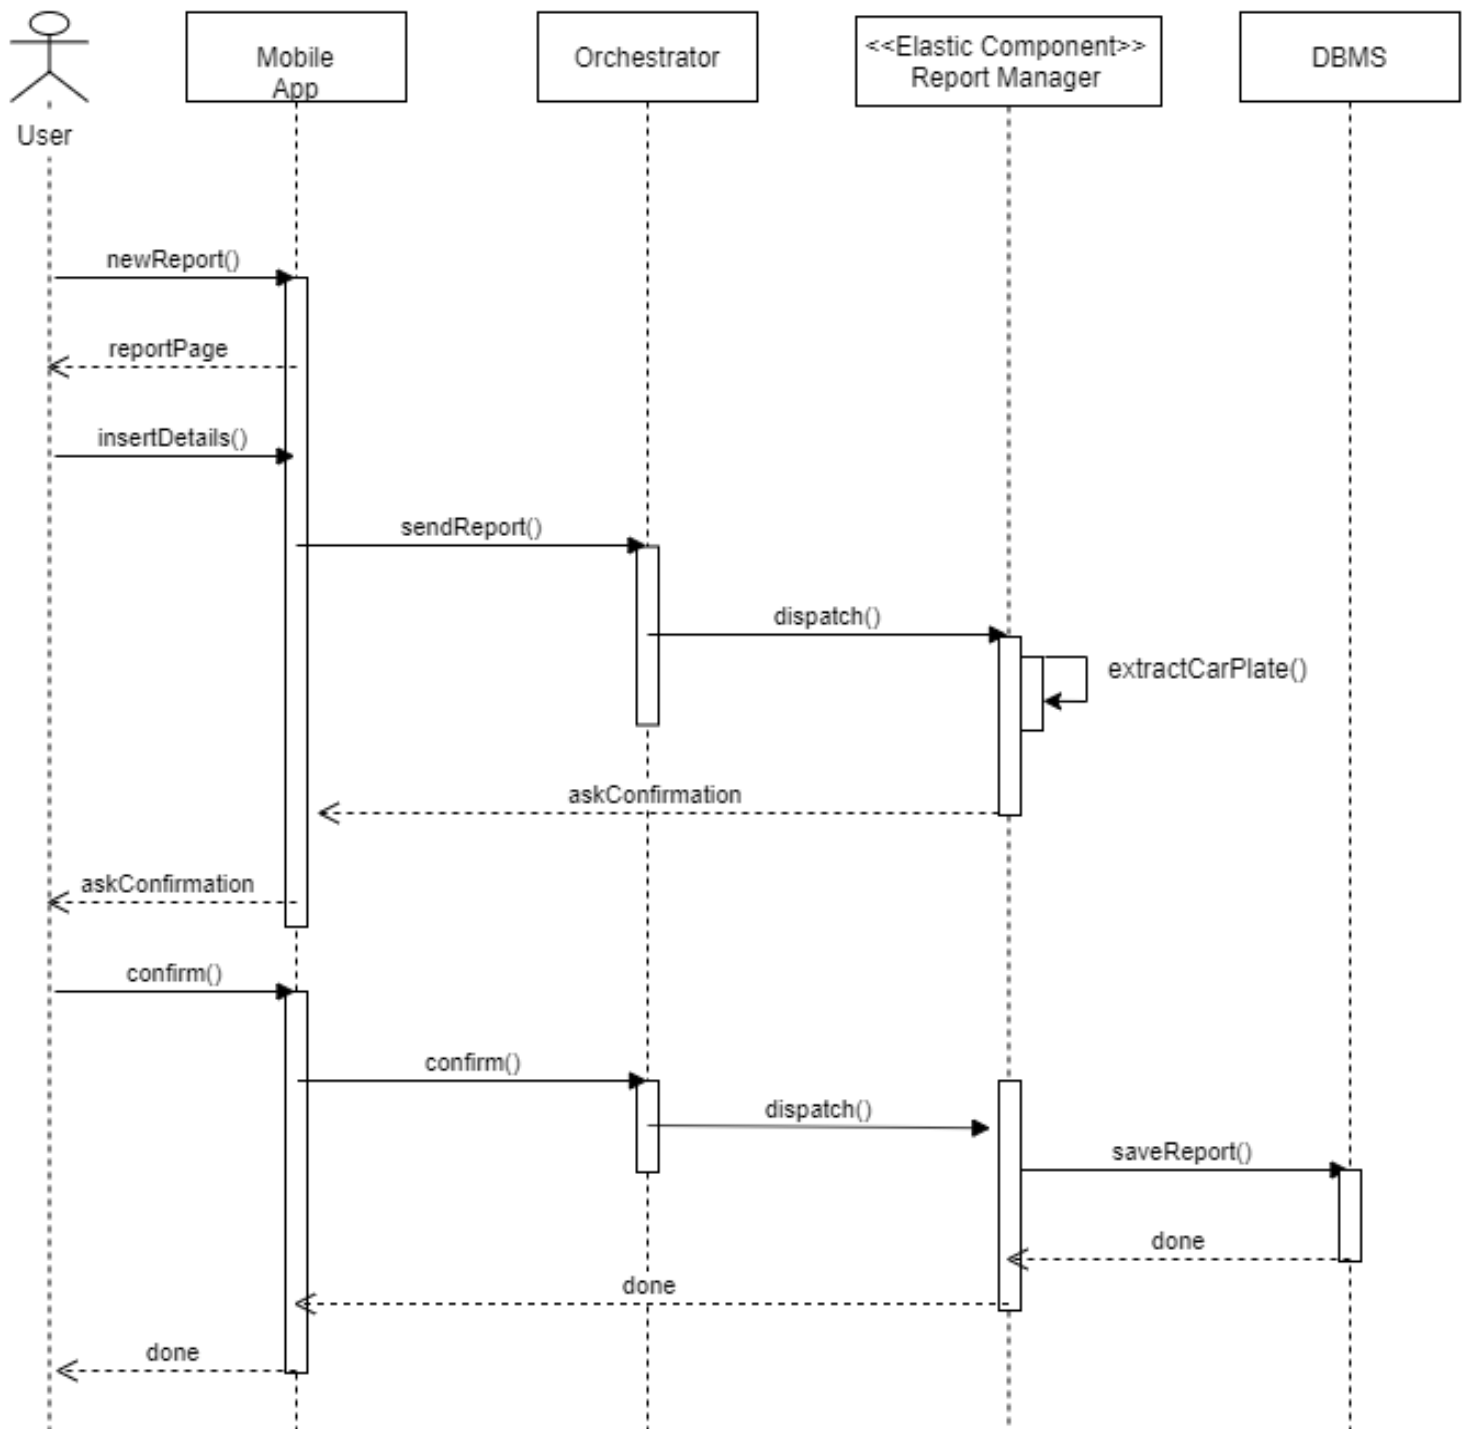 Mobile
App
Orchestrator
<<Elastic Component>>
Report Manager
DBMS
User
newReport()
reportPage
insertDetails()
sendReport()
dispatch()
extractCarPlate()
askConfirmation
askConfirmation
confirm()
confirm()
dispatch()
saveReport()
done
done
done